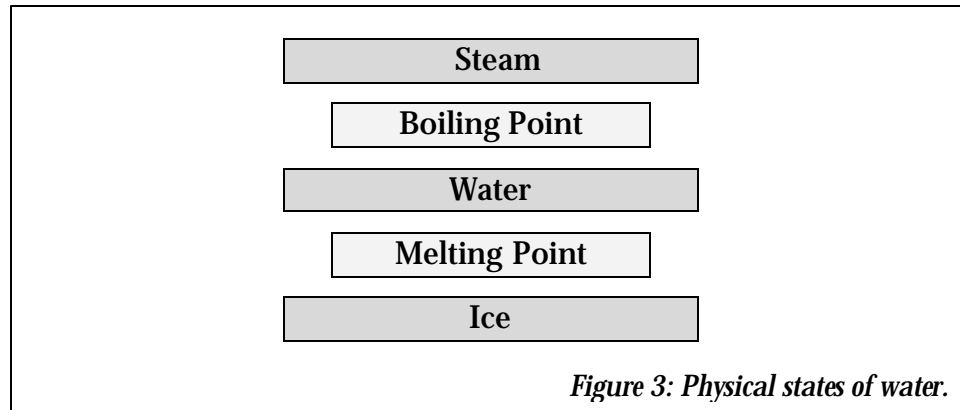 Steam
Boiling Point
Water
Melting Point
Ice
Figure 3: Physical states of water.